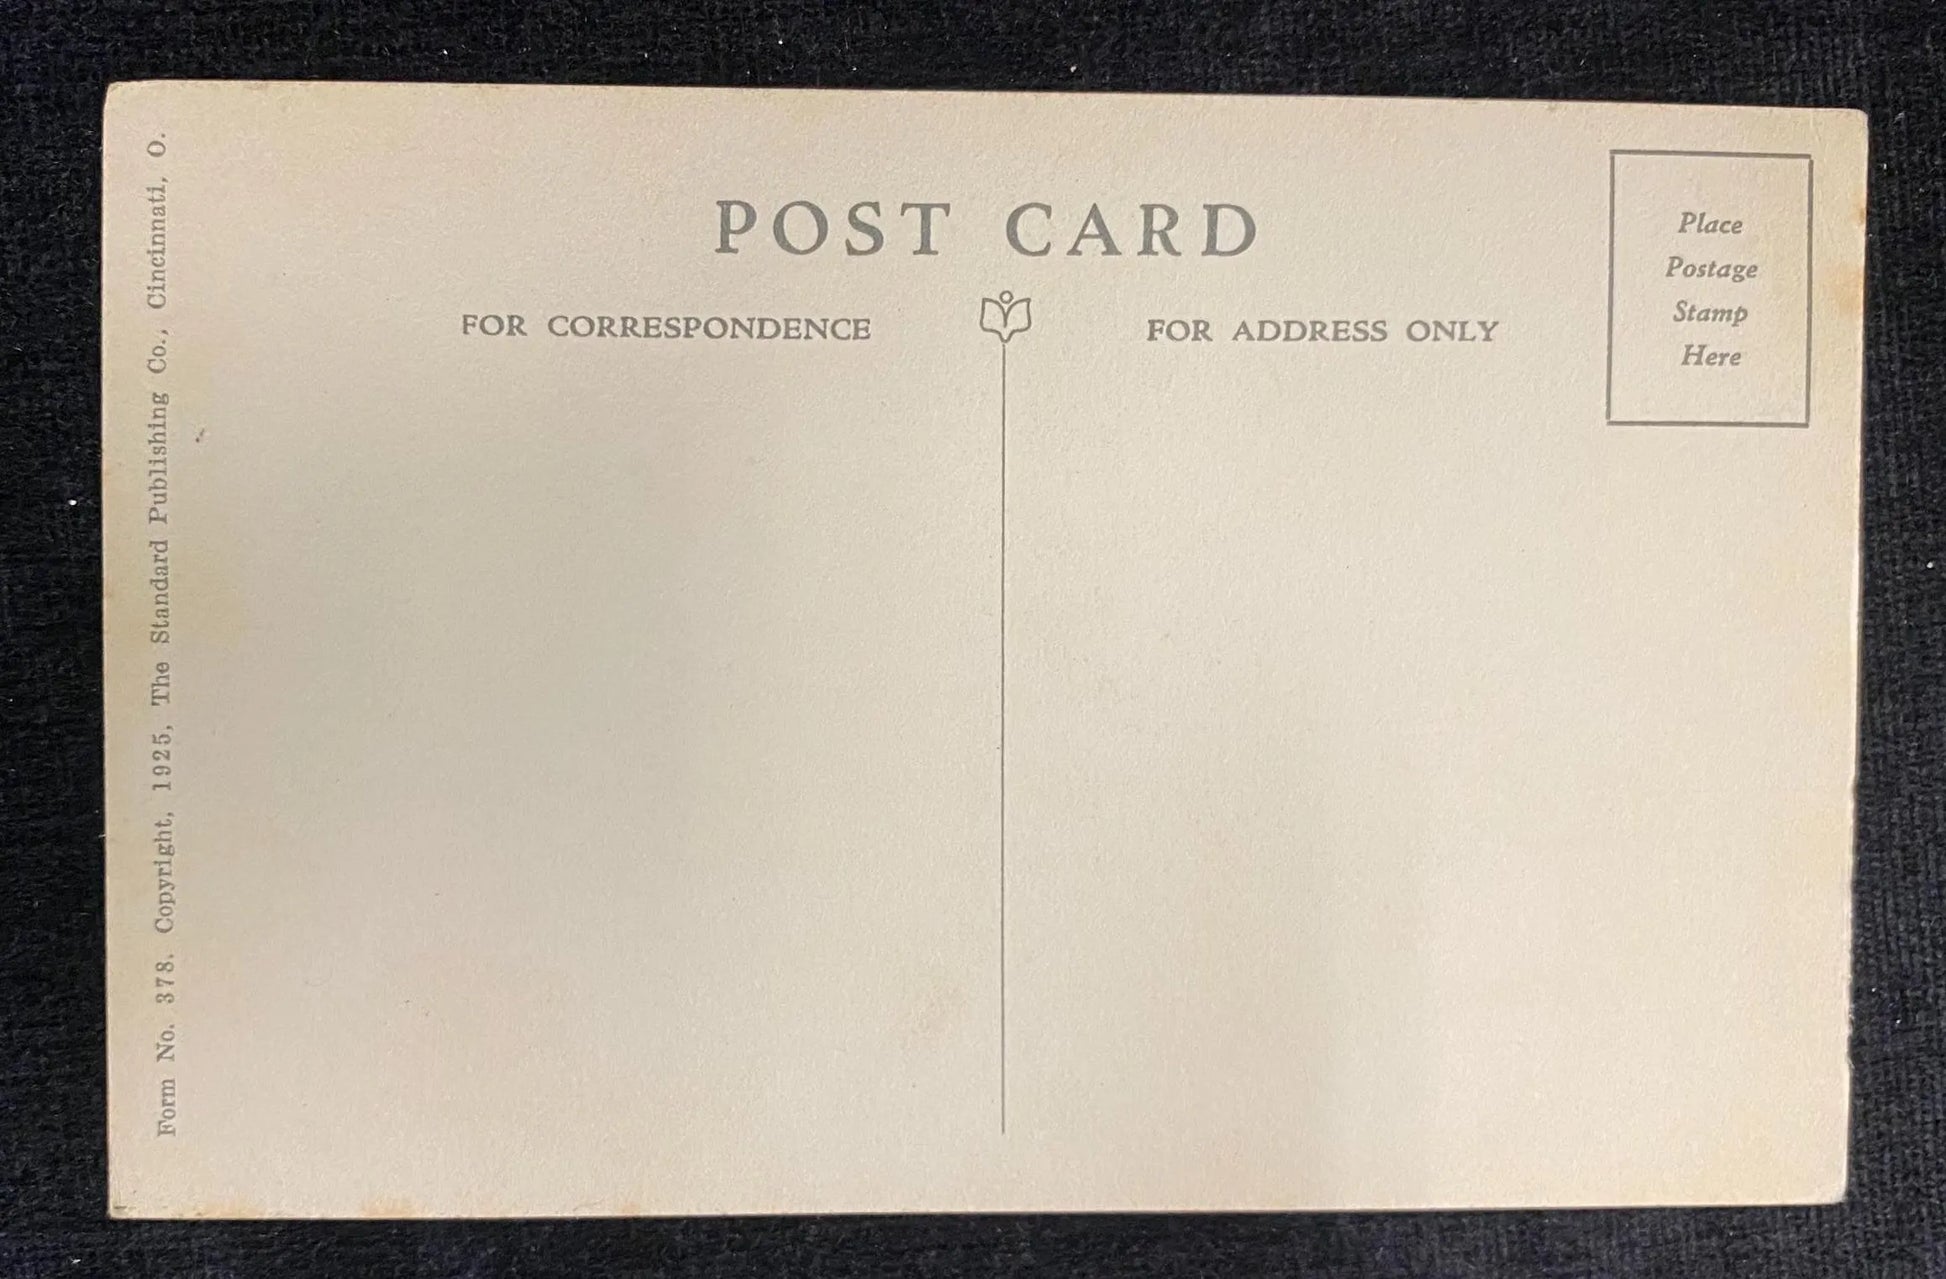 POST CARD
FOR CORRESPONDENCE
FOR ADDRESS ONLY
Place
Postage
Stamp
Here
Form No. 378. Copyright, 1925, The Standard Publishing Co., Cincinnati, O.